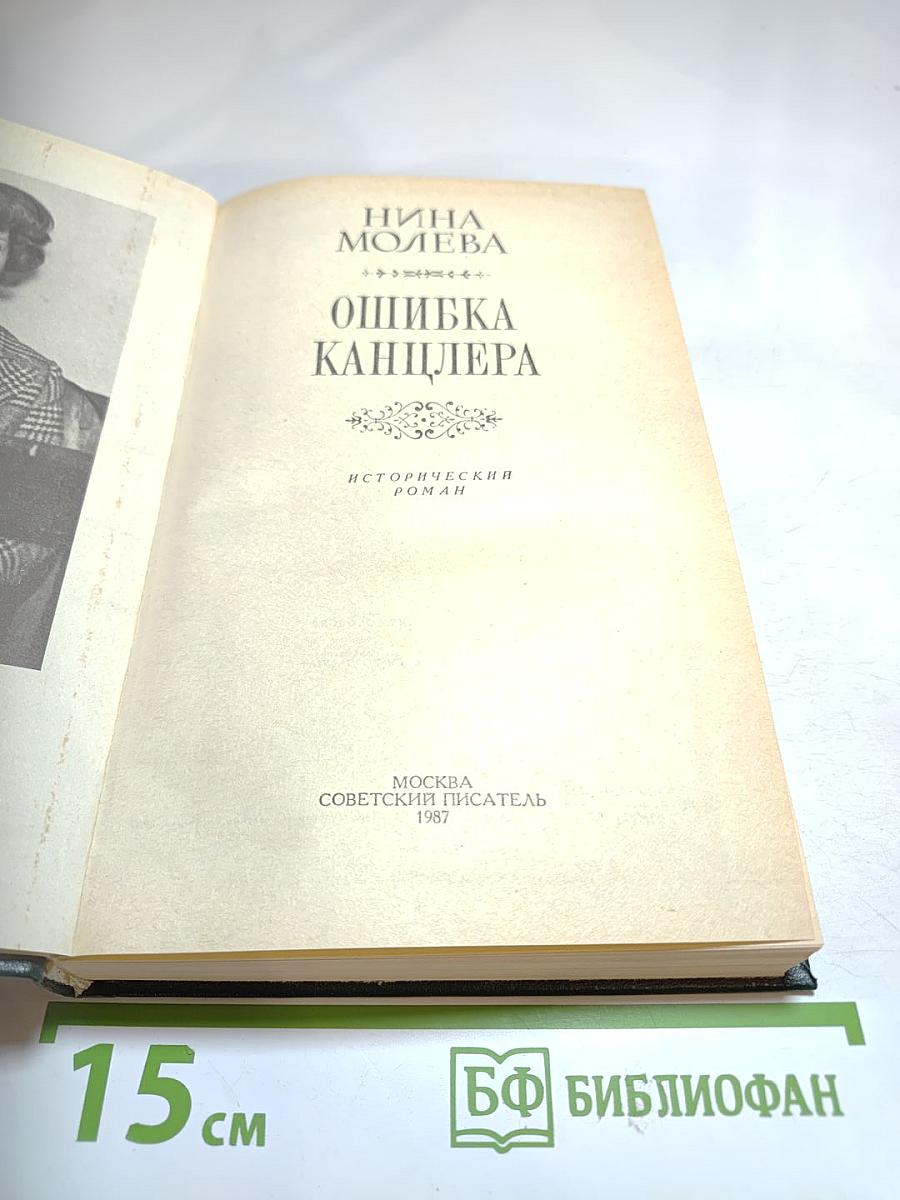 НИНА
МОЛЕВА
ОШИБКА
КАНЦЛЕРА
ИСТОРИЧЕСКИЙ
РОМАН
МОСКВА
СОВЕТСКИЙ ПИСАТЕЛЬ
1987
15 см
БФ БИБЛИОФАН